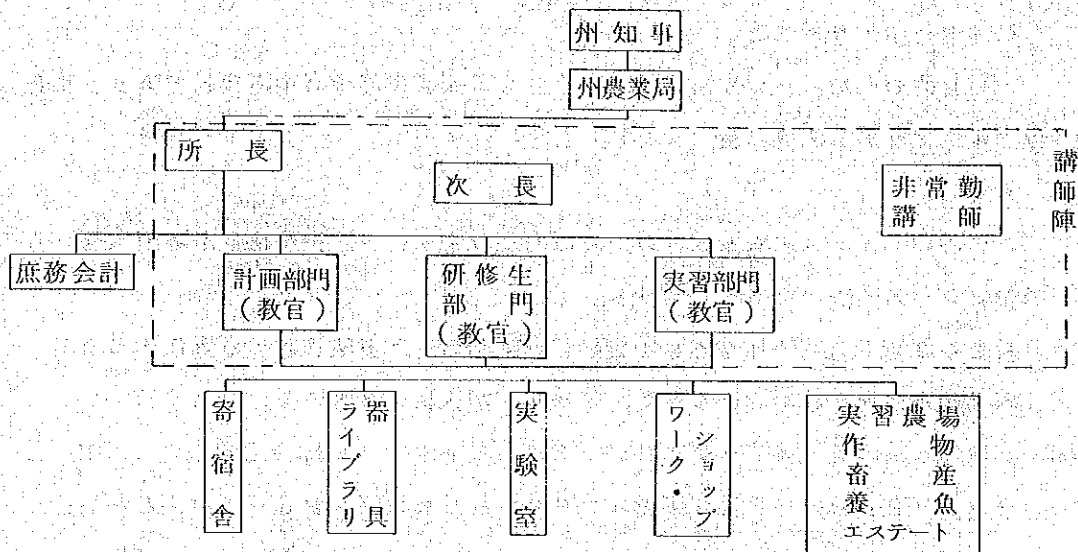 州知事
州農業局
所長
次長
非常勤
講師
講師陣
庶務会計
計画部門
（教官）
研修生
部門
（教官）
実習部門
（教官）
寄宿舎
器具
ライブラリ
実験室
ワーク・
ショップ
実習農場
作物
畜産
養魚
エステート